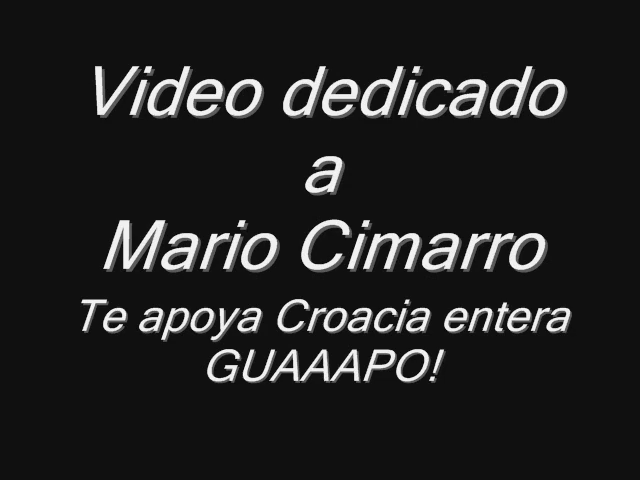 Video dedicado
a
Mario Cimarro
Te apoya Croacia entera
GUAAAPO!